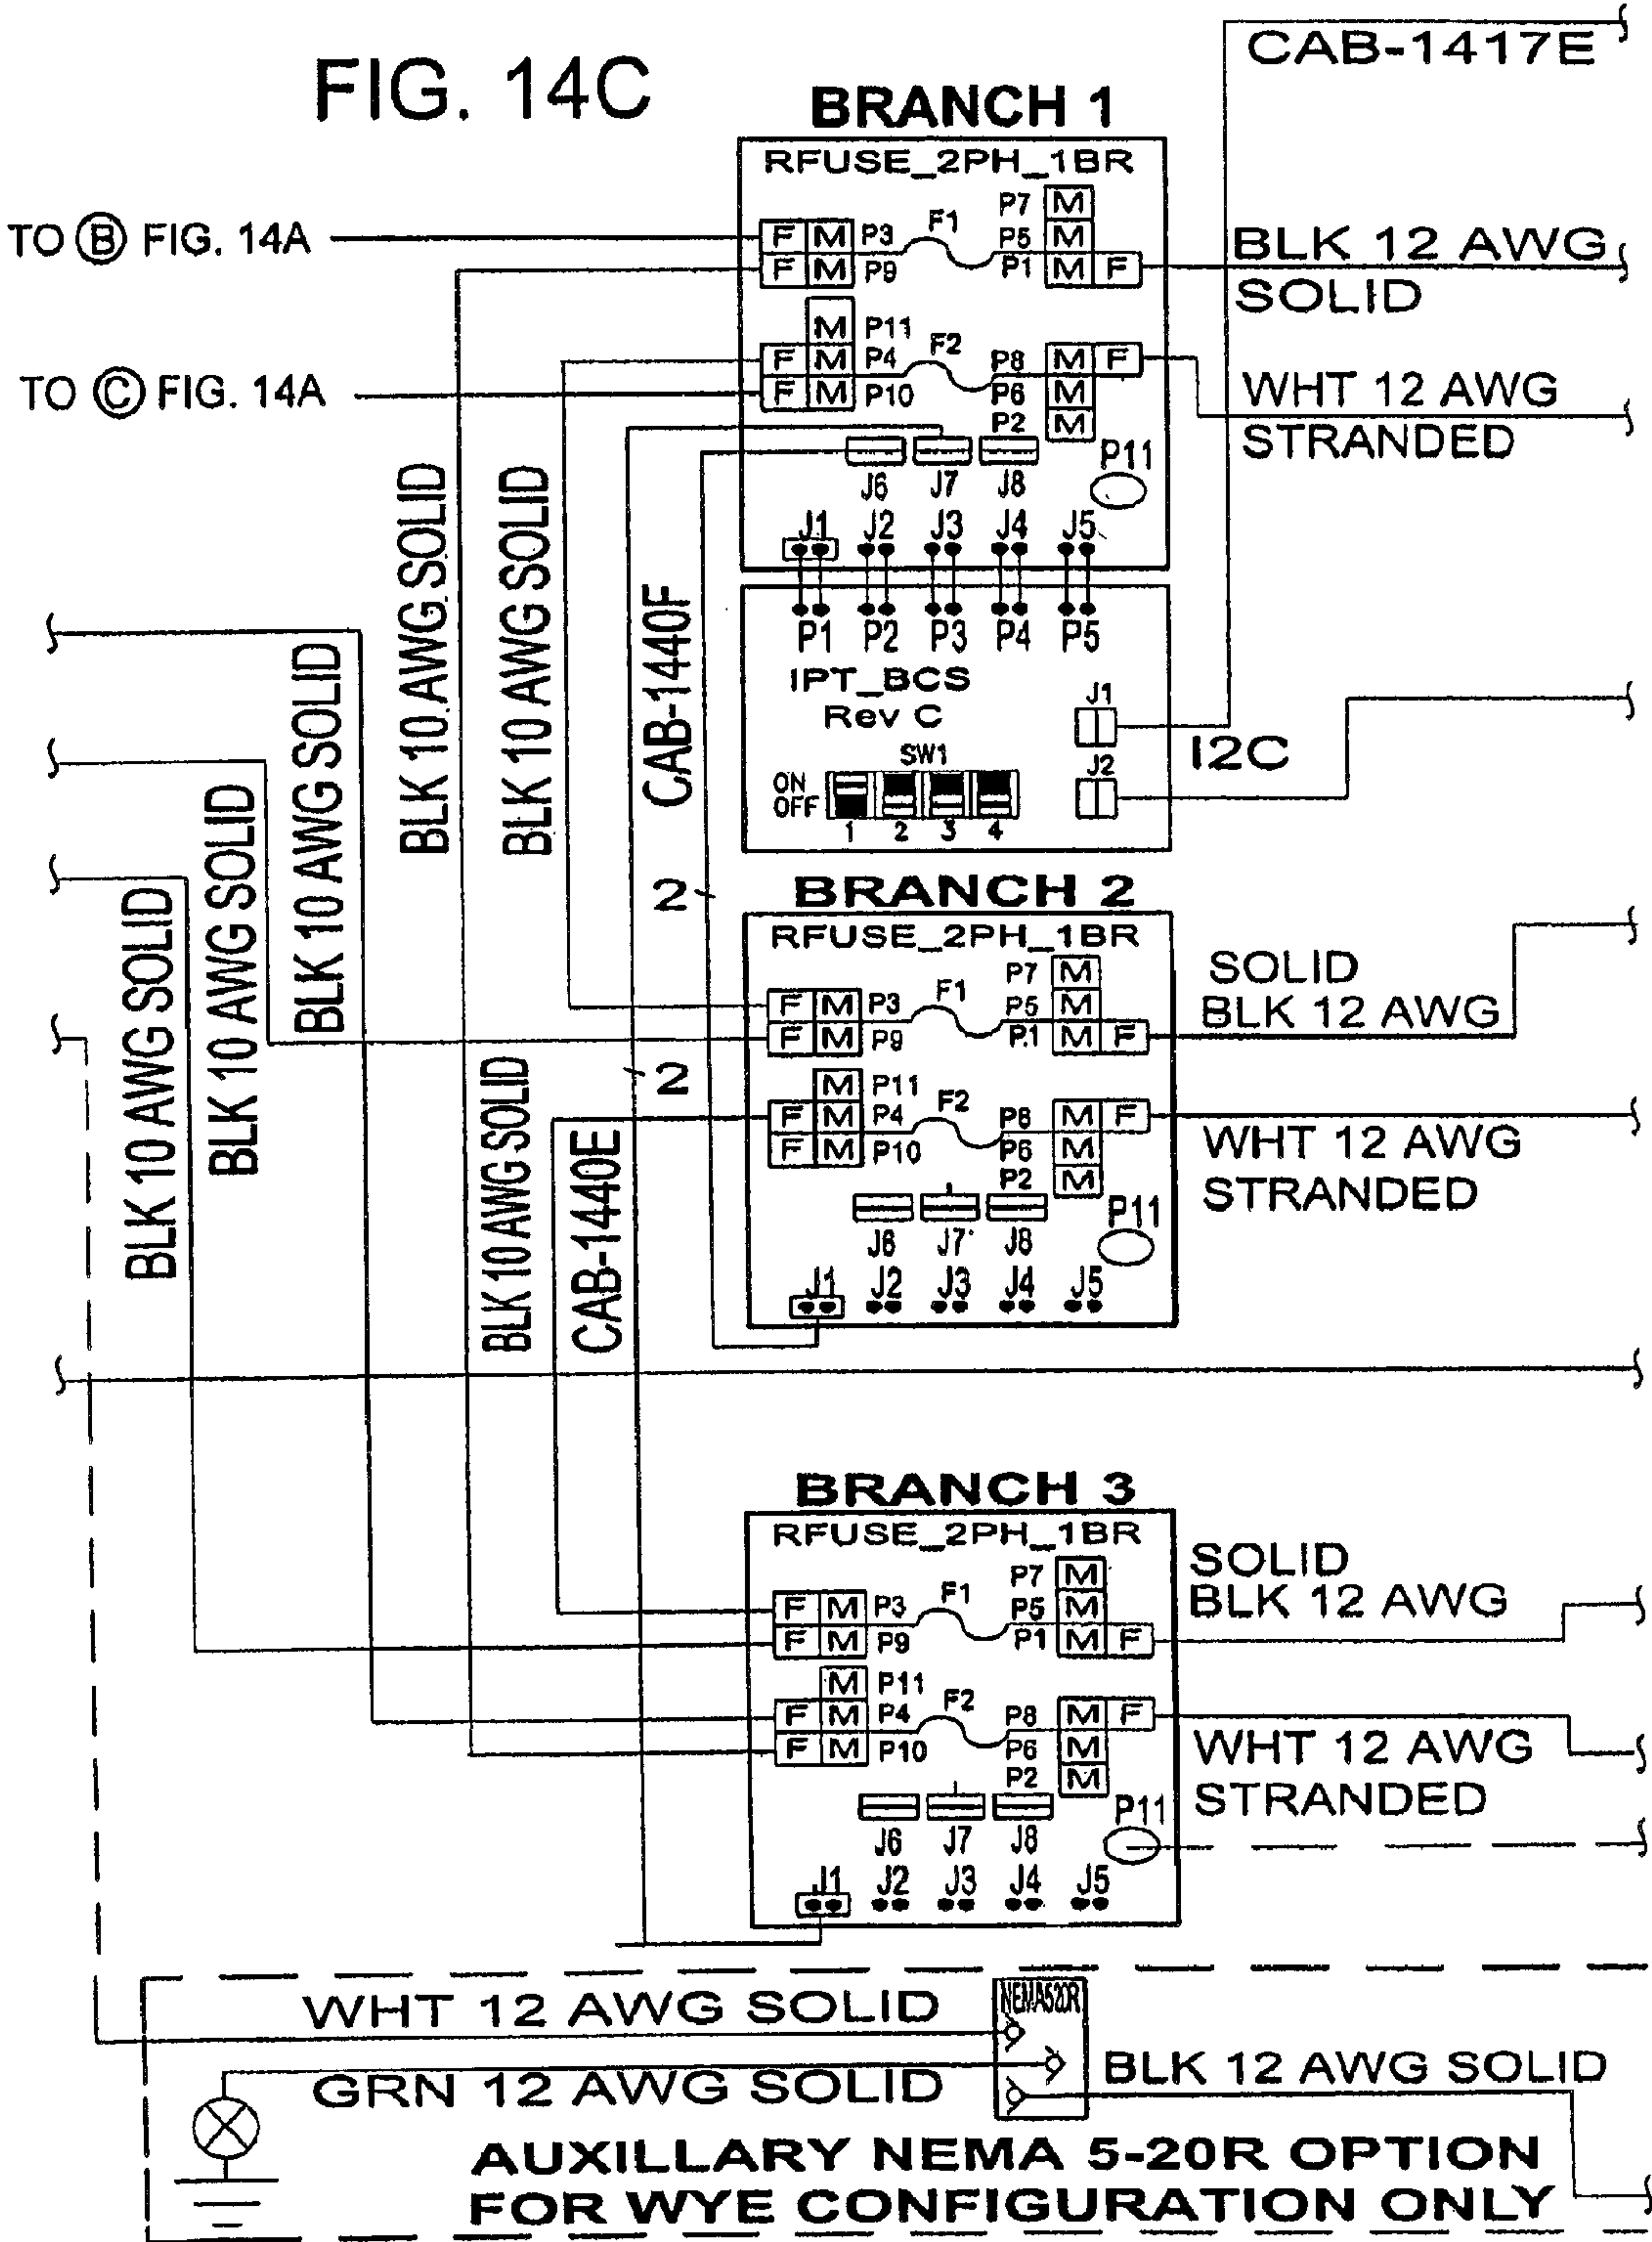 FIG. 14C
CAB-1417E
BRANCH 1
RFUSE_2PH_1BR
TO B FIG. 14A
F M P3 F1 P7 M
P5 M
F M P9 P1 M F
BLK 12 AWG
SOLID
M P11
F M P4 F2 P8 M F
TO C FIG. 14A
F M P10 P6 M
P2 M
WHT 12 AWG
STRANDED
J6 J7 J8 P11
J1 J2 J3 J4 J5
P1 P2 P3 P4 P5
IPT_BCS
Rev C
SW1
ON
OFF
1 2 3 4
J1
I2C
J2
BLK 10 AWG SOLID
BLK 10 AWG SOLID
BLK 10 AWG SOLID
BLK 10 AWG SOLID
BLK 10 AWG SOLID
CAB-1440F
2
BRANCH 2
RFUSE_2PH_1BR
F M P3 F1 P7 M
P5 M
F M P9 P.1 M F
SOLID
BLK 12 AWG
2
M P11
F M P4 F2 P8 M F
F M P10 P6 M
P2 M
WHT 12 AWG
STRANDED
BLK 10 AWG SOLID
CAB-1440E
J6 J7 J8 P11
J1 J2 J3 J4 J5
BRANCH 3
RFUSE_2PH_1BR
F M P3 F1 P7 M
P5 M
F M P9 P1 M F
SOLID
BLK 12 AWG
M P11
F M P4 F2 P8 M F
F M P10 P6 M
P2 M
WHT 12 AWG
STRANDED
J6 J7 J8 P11
J1 J2 J3 J4 J5
WHT 12 AWG SOLID
NEMA520R
GRN 12 AWG SOLID
BLK 12 AWG SOLID
AUXILLARY NEMA 5-20R OPTION
FOR WYE CONFIGURATION ONLY